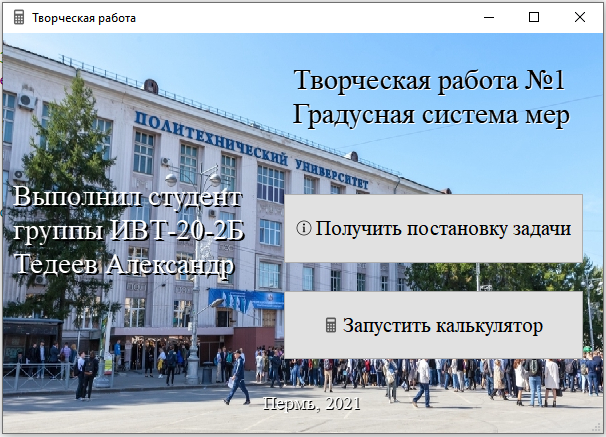 Творческая работа
Творческая работа №1
Градусная система мер
ПОЛИТЕХНИЧЕСКИЙ УНИВЕРСИТЕТ
Выполнил студент
группы ИВТ-20-2Б
Тедеев Александр
Получить постановку задачи
Запустить калькулятор
Пермь, 2021